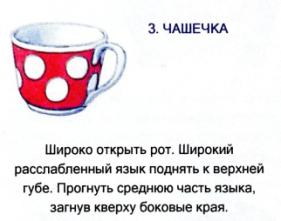 3. ЧАШЕЧКА
Широко открыть рот. Широкий
расслабленный язык поднять к верхней
губе. Прогнуть среднюю часть языка,
загнув кверху боковые края.